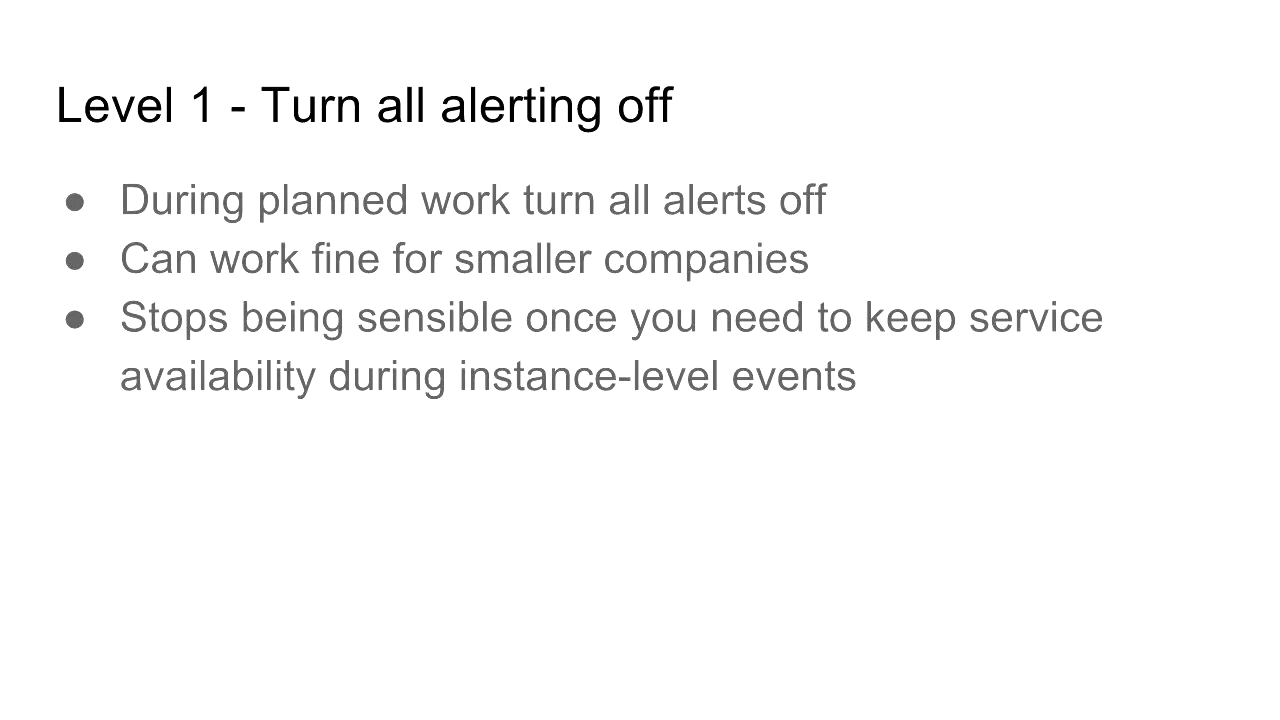 Level 1 - Turn all alerting off
● During planned work turn all alerts off
● Can work fine for smaller companies
● Stops being sensible once you need to keep service
availability during instance-level events